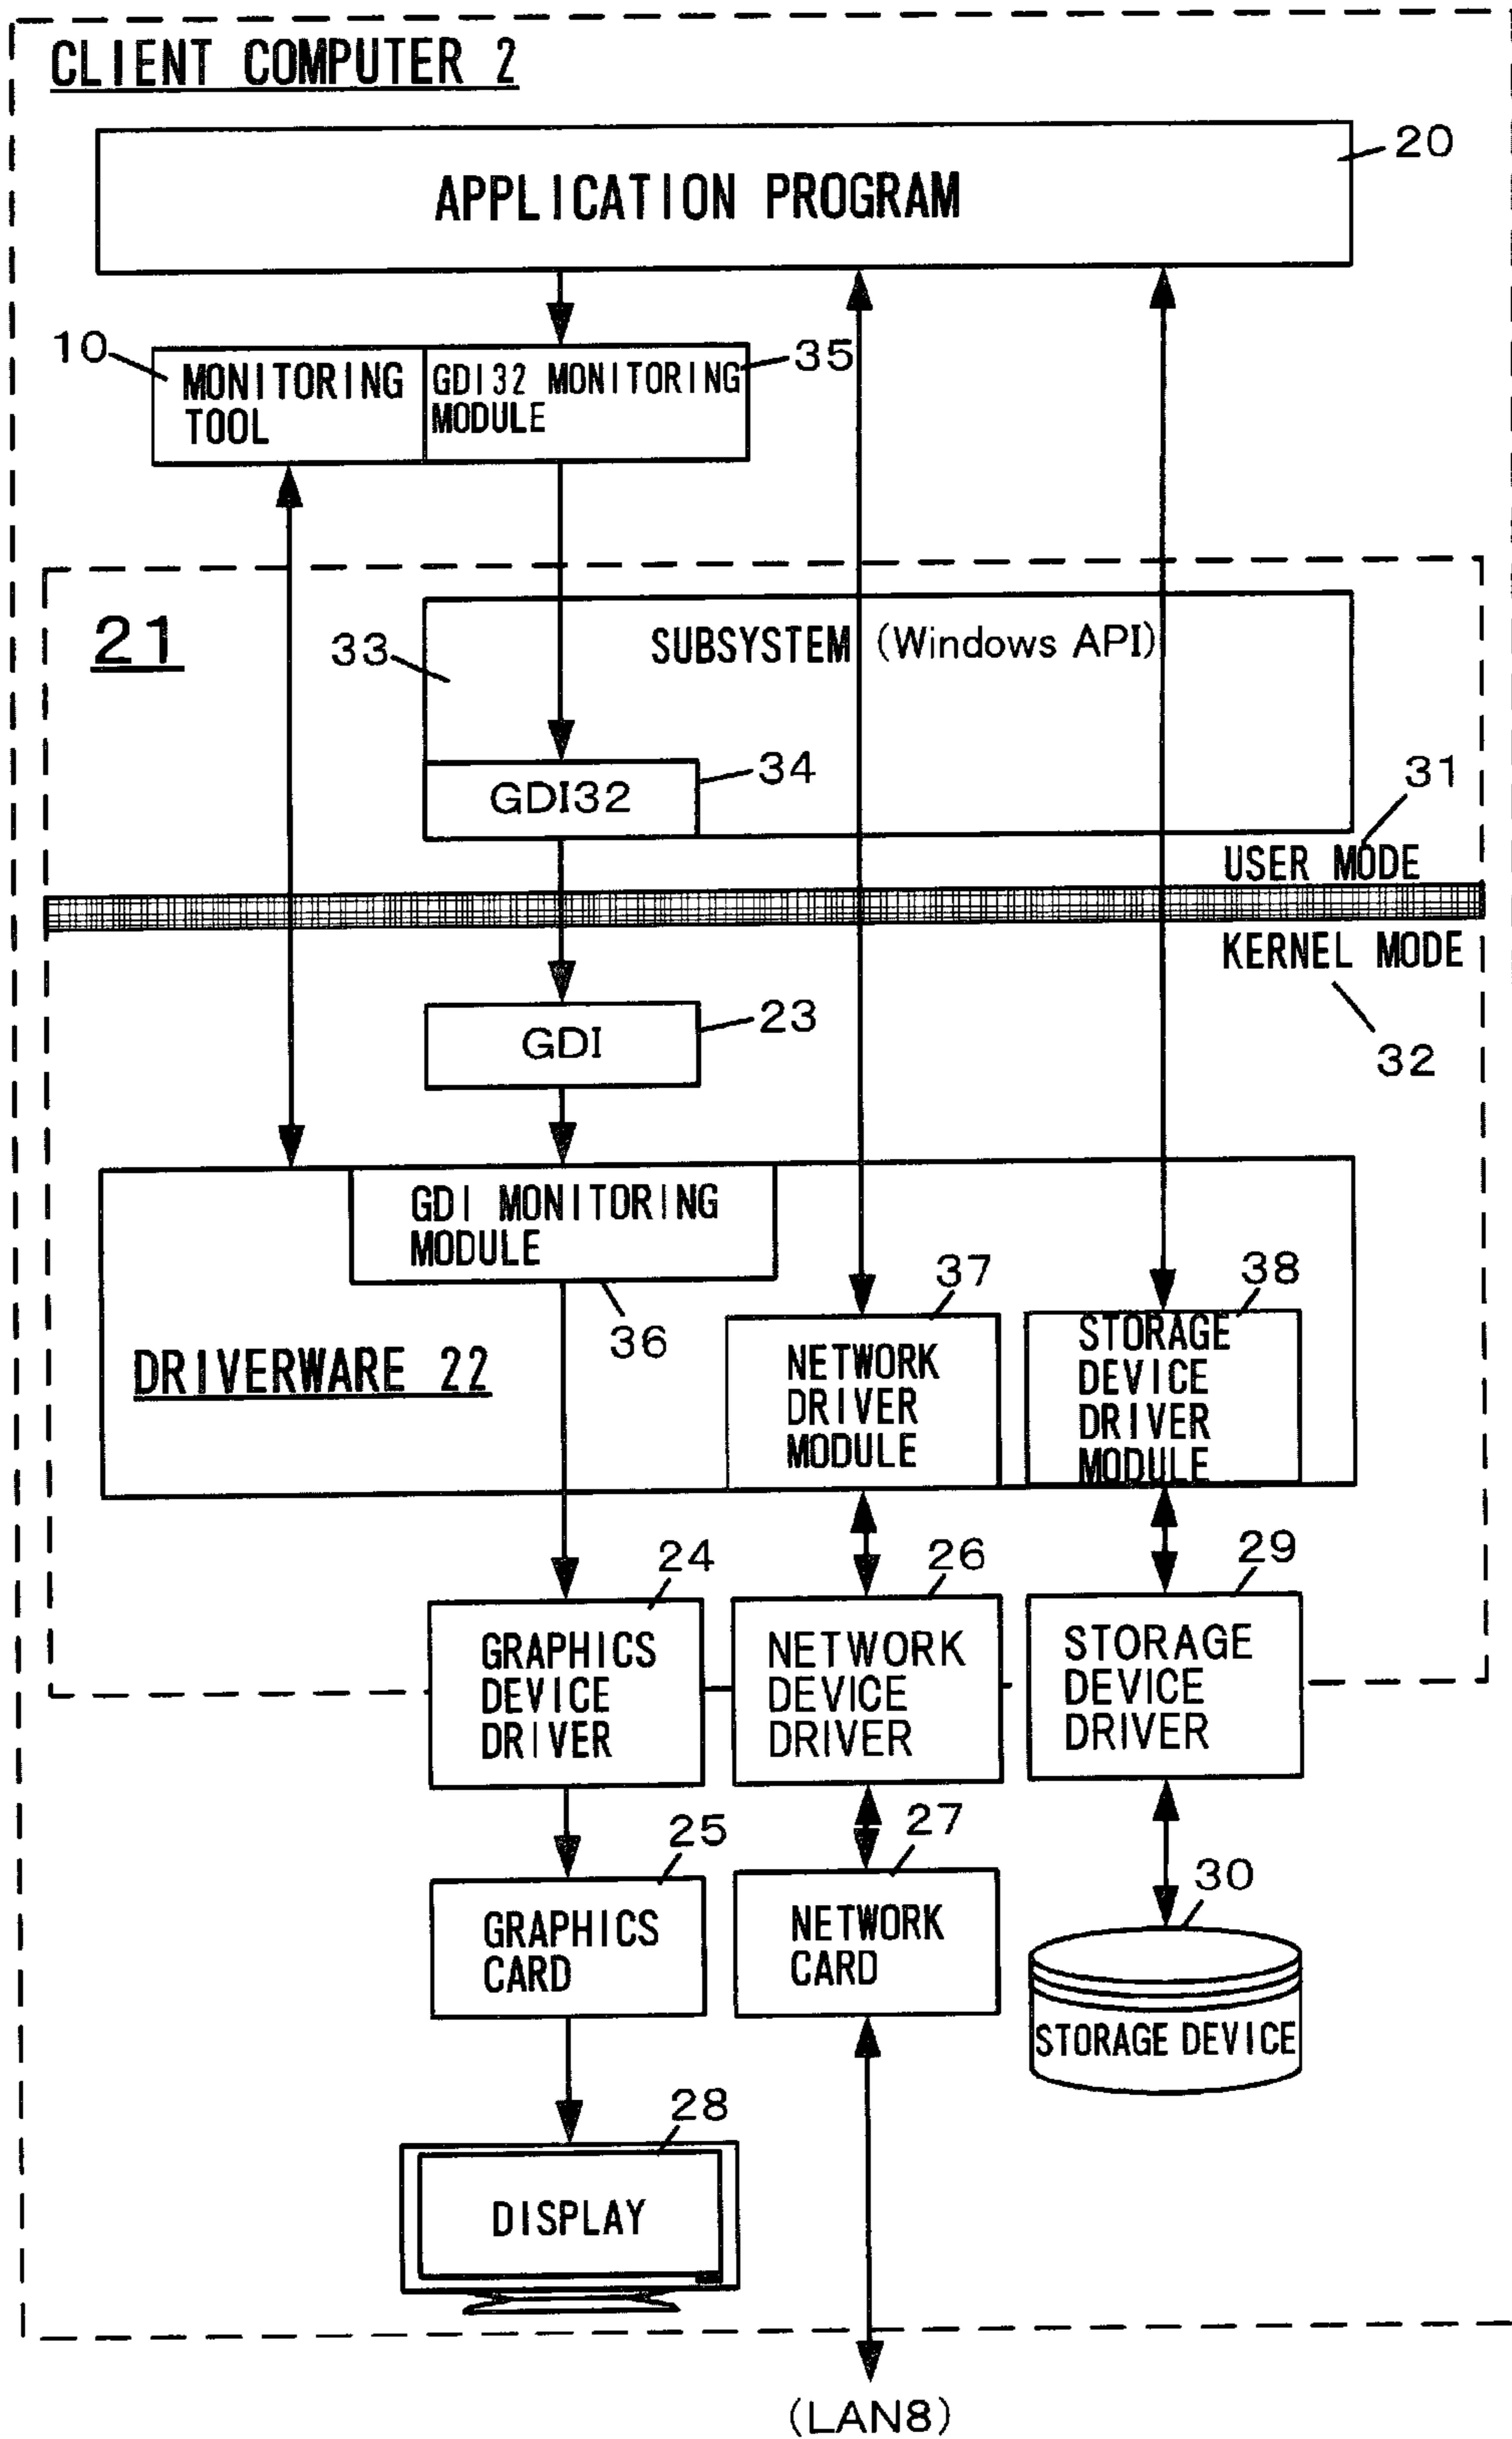 CLIENT COMPUTER 2
20
APPLICATION PROGRAM
10
MONITORING
TOOL
GDI32 MONITORING
MODULE
35
21
33
SUBSYSTEM (Windows API)
GDI32
34
31
USER MODE
KERNEL MODE
32
GDI
23
GDI MONITORING
MODULE
36
DRIVERWARE 22
37
NETWORK
DRIVER
MODULE
38
STORAGE
DEVICE
DRIVER
MODULE
24
GRAPHICS
DEVICE
DRIVER
26
NETWORK
DEVICE
DRIVER
29
STORAGE
DEVICE
DRIVER
25
GRAPHICS
CARD
27
NETWORK
CARD
30
STORAGE DEVICE
28
DISPLAY
(LAN8)